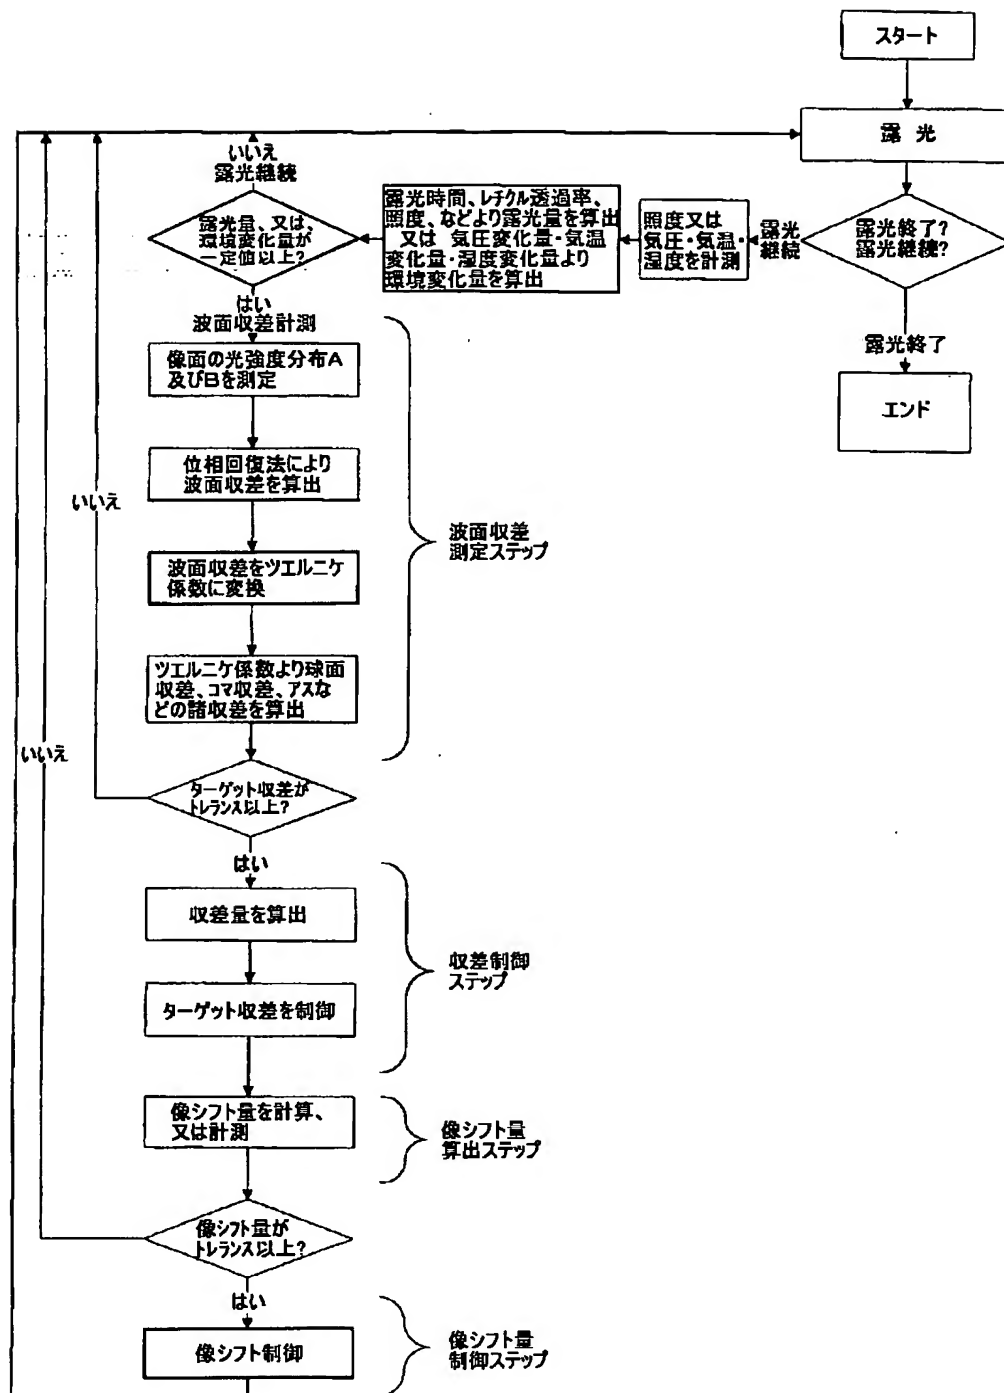 スタート
露 光
露光終了?
露光継続?
露光
継続
照度又は
気圧・気温・
湿度を計測
露光時間、レチクル透過率、
照度、などより露光量を算出
又は 気圧変化量・気温
変化量・湿度変化量より
環境変化量を算出
いいえ
露光継続
露光量、又は、
環境変化量が
一定値以上?
露光終了
エンド
はい
波面収差計測
像面の光強度分布A
及びBを測定
位相回復法により
波面収差を算出
いいえ
波面収差
測定ステップ
波面収差をツエルニケ
係数に変換
ツエルニケ係数より球面
収差、コマ収差、アスな
どの諸収差を算出
いいえ
ターゲット収差が
トレランス以上?
はい
収差量を算出
収差制御
ステップ
ターゲット収差を制御
像シフト量を計算、
又は計測
像シフト量
算出ステップ
像シフト量が
トレランス以上?
はい
像シフト制御
像シフト量
制御ステップ